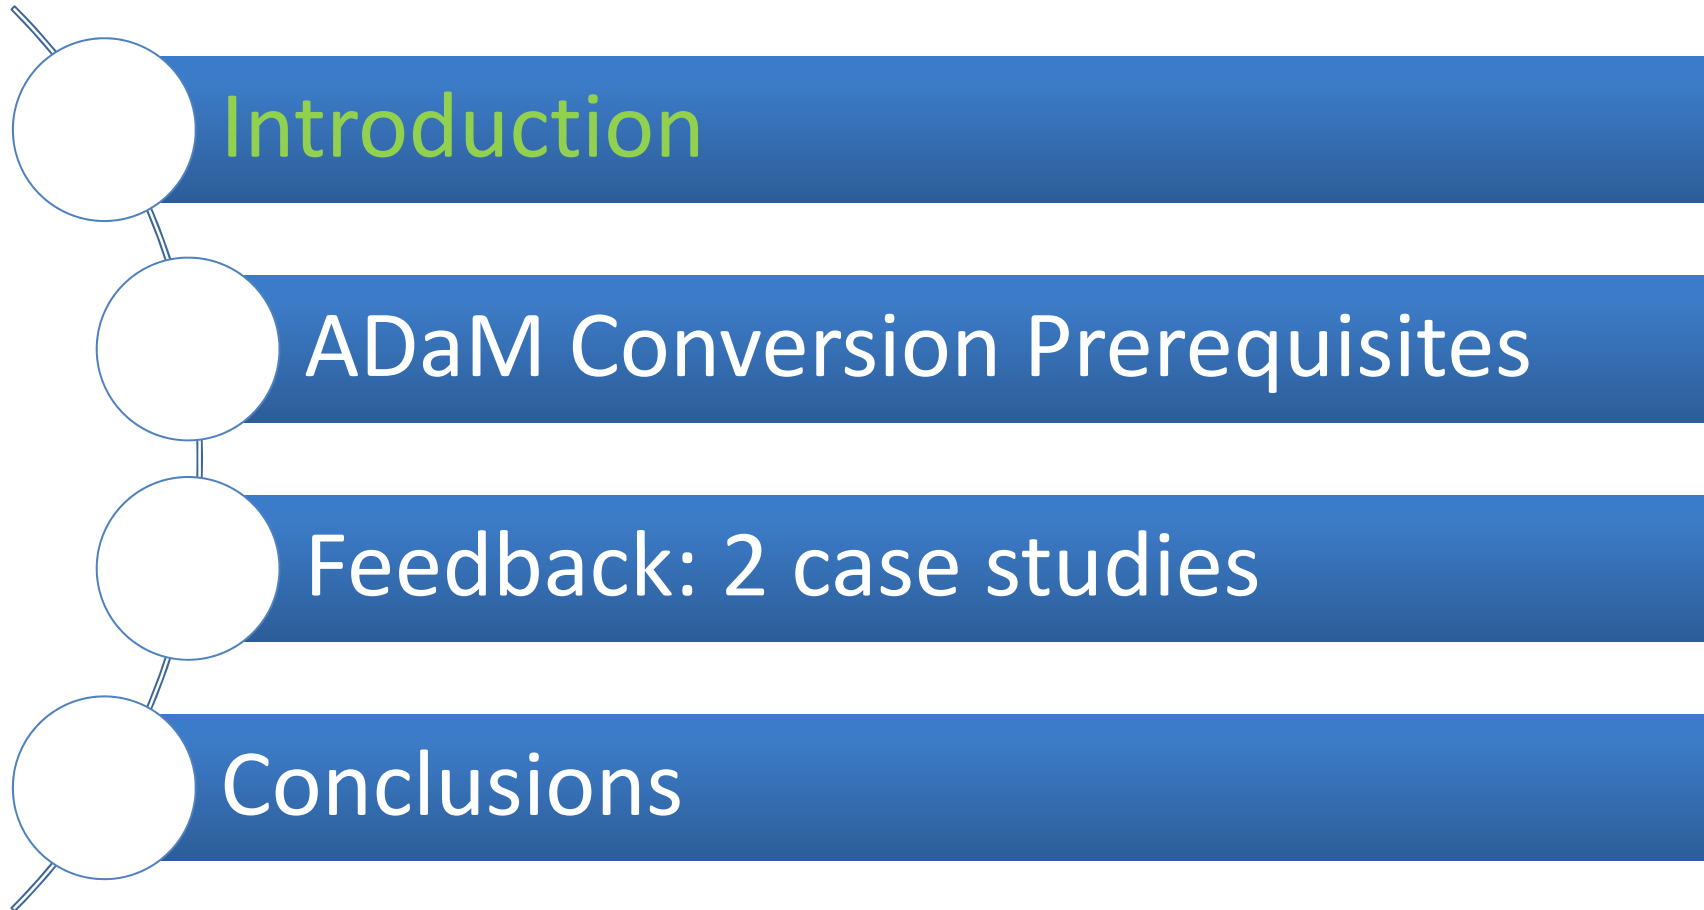 Introduction
ADaM Conversion Prerequisites
Feedback: 2 case studies
Conclusions